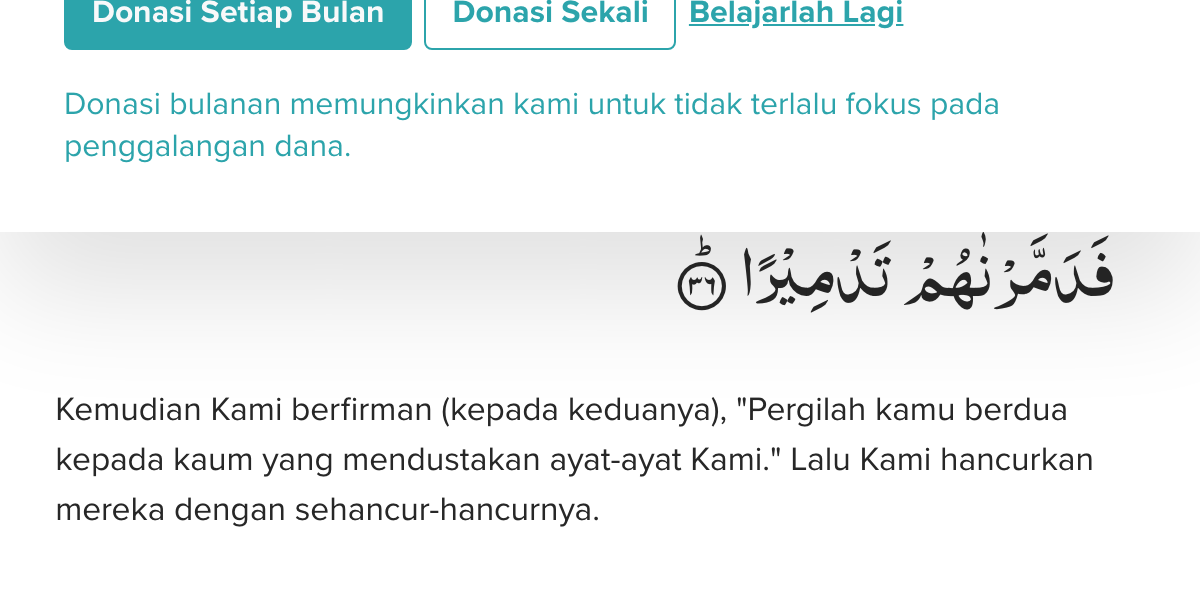 Donasi Setiap Bulan Donasi Sekali Belajarlah Lagi
Donasi bulanan memungkinkan kami untuk tidak terlalu fokus pada
penggalangan dana.
فَدَمَّرْنٰهُمْ تَدْمِيْرًا ۗ ٣٦
Kemudian Kami berfirman (kepada keduanya), "Pergilah kamu berdua
kepada kaum yang mendustakan ayat-ayat Kami." Lalu Kami hancurkan
mereka dengan sehancur-hancurnya.